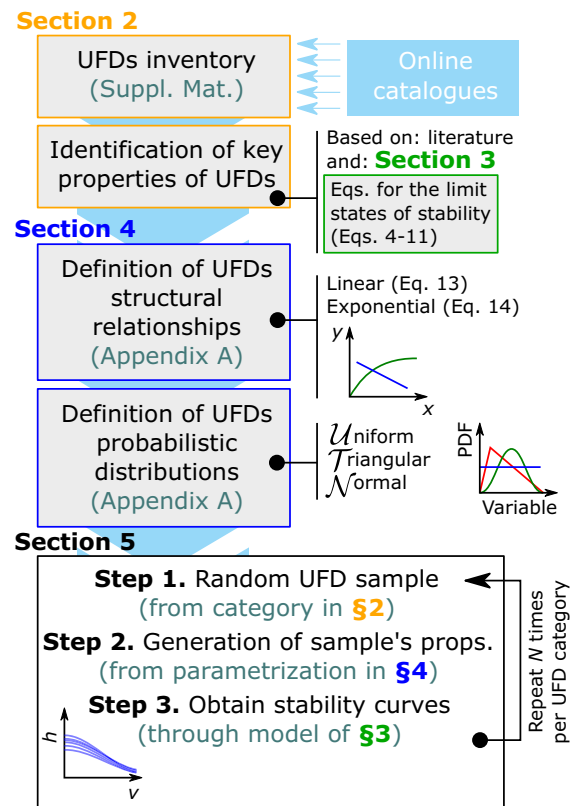 Section 2
UFDs inventory
(Suppl. Mat.)
Online
catalogues
Identification of key
properties of UFDs
Based on: literature
and: Section 3
Eqs. for the limit
states of stability
(Eqs. 4-11)
Section 4
Definition of UFDs
structural
relationships
(Appendix A)
Linear (Eq. 13)
Exponential (Eq. 14)
y
x
Definition of UFDs
probabilistic
distributions
(Appendix A)
Uniform
Triangular
Normal
PDF
Variable
Section 5
Step 1. Random UFD sample
(from category in §2)
Step 2. Generation of sample's props.
(from parametrization in §4)
Step 3. Obtain stability curves
(through model of §3)
h
v
Repeat N times
per UFD category